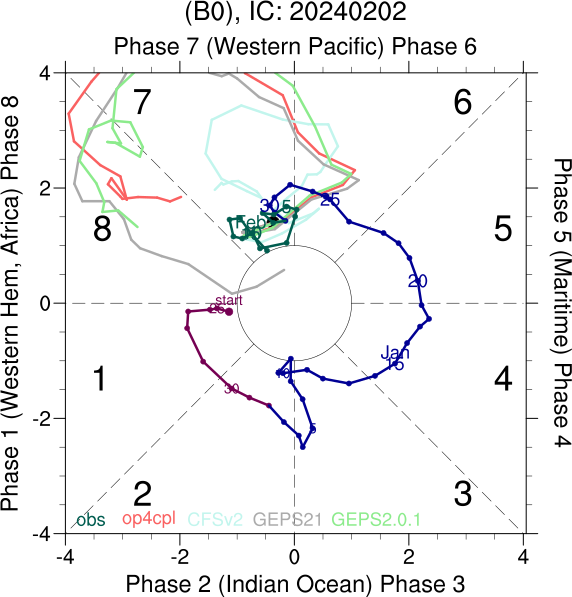 (B0), IC: 20240202
Phase 7 (Western Pacific) Phase 6
Phase 1 (Western Hem, Africa) Phase 8
Phase 5 (Maritime) Phase 4
4
2
0
-2
-4
7
6
8
5
1
4
2
3
30
5
25
Feb
20
start
Jan
15
30
obs
op4cpl
CFSv2
GEPS21
GEPS2.0.1
-4
-2
0
2
4
Phase 2 (Indian Ocean) Phase 3